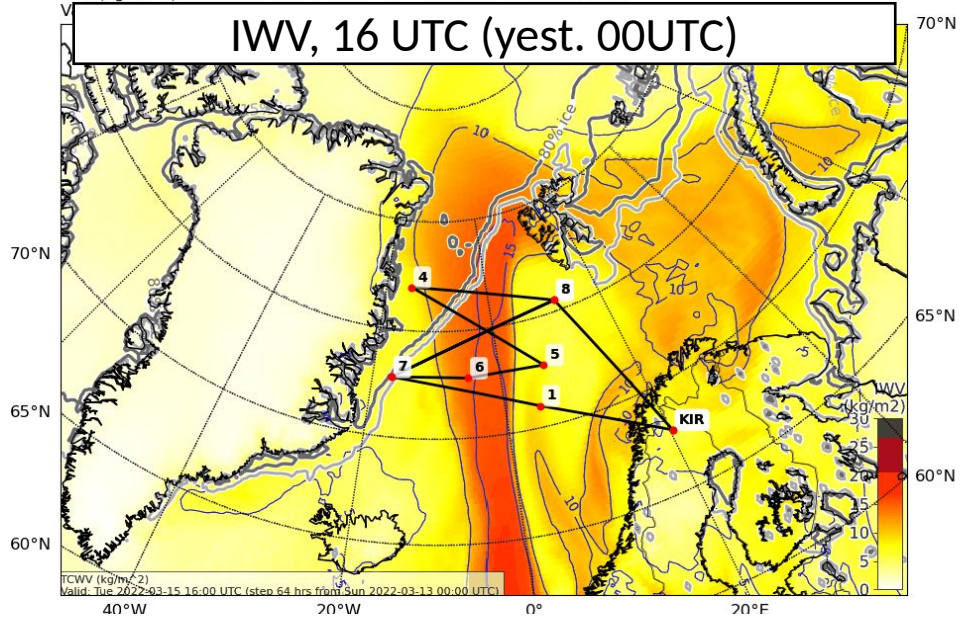 IWV, 16 UTC (yest. 00UTC)
70°N
80% ice
10
10
15
70°N
4
8
10
65°N
7
6
5
5
IWV
(kg/m2)
1
KIR
30
65°N
25
20
60°N
15
10
10
10
5
0
60°N
TCWV (kg/m^2)
Valid: Tue 2022-03-15 16:00 UTC (step 64 hrs from Sun 2022-03-13 00:00 UTC)
40°W
20°W
0°
20°E